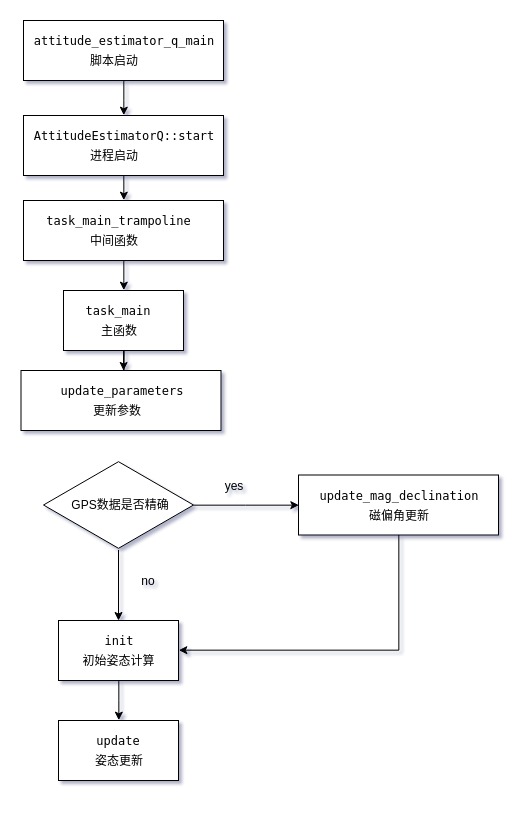 attitude_estimator_q_main
脚本启动
AttitudeEstimatorQ::start
进程启动
task_main_trampoline
中间函数
task_main
主函数
update_parameters
更新参数
GPS数据是否精确
yes
update_mag_declination
磁偏角更新
no
init
初始姿态计算
update
姿态更新